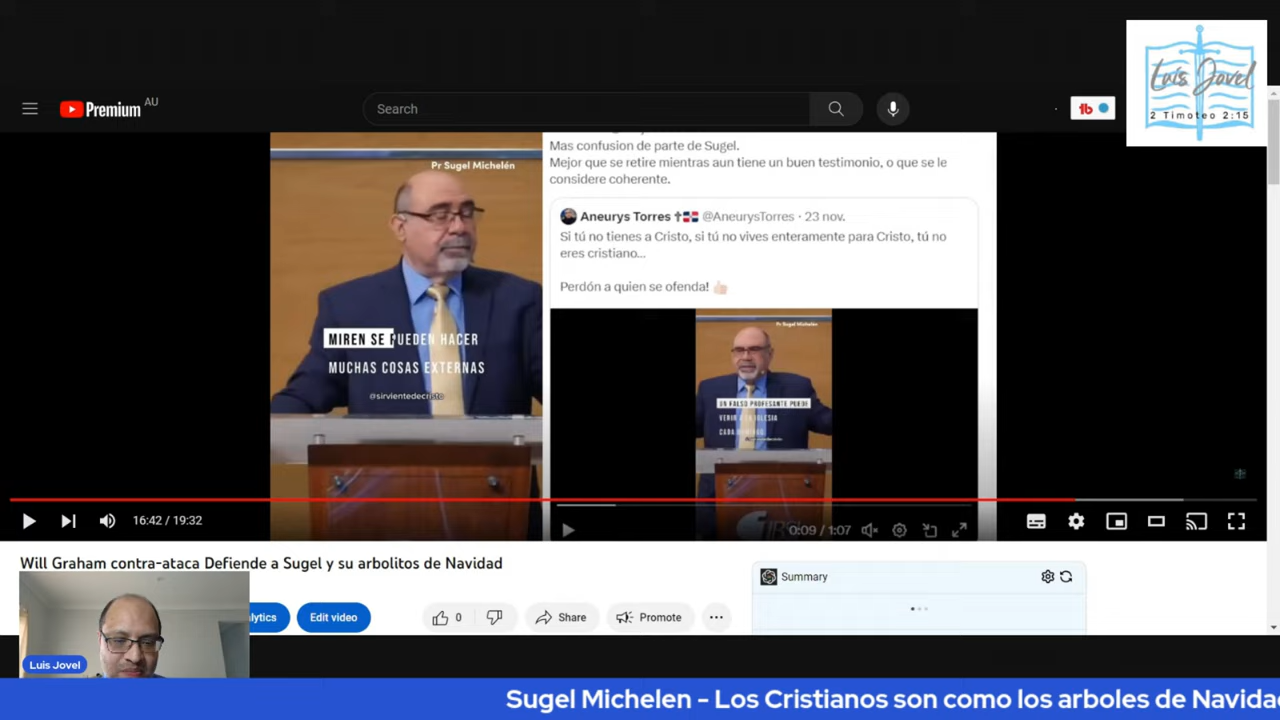 Luis Jovel
2 Timoteo 2:15
Premium AU
Search
Pr Sugel Michelén
Mas confusion de parte de Sugel.
Mejor que se retire mientras aun tiene un buen testimonio, o que se le
considere coherente.
Aneurys Torres @AneurysTorres · 23 nov.
Si tú no tienes a Cristo, si tú no vives enteramente para Cristo, tú no
eres cristiano...
Perdón a quien se ofenda!
MIREN SE PUEDEN HACER
MUCHAS COSAS EXTERNAS
@sirvientedecristo
Pr Sugel Michelén
UN FALSO PROFESANTE PUEDE
VERIR A LA IGLESIA
CADA
0:09 / 1:07
16:42 / 19:32
Will Graham contra-ataca Defiende a Sugel y su arbolitos de Navidad
Summary
lytics
Edit video
0
Share
Promote
Luis Jovel
Sugel Michelen - Los Cristianos son como los arboles de Navida